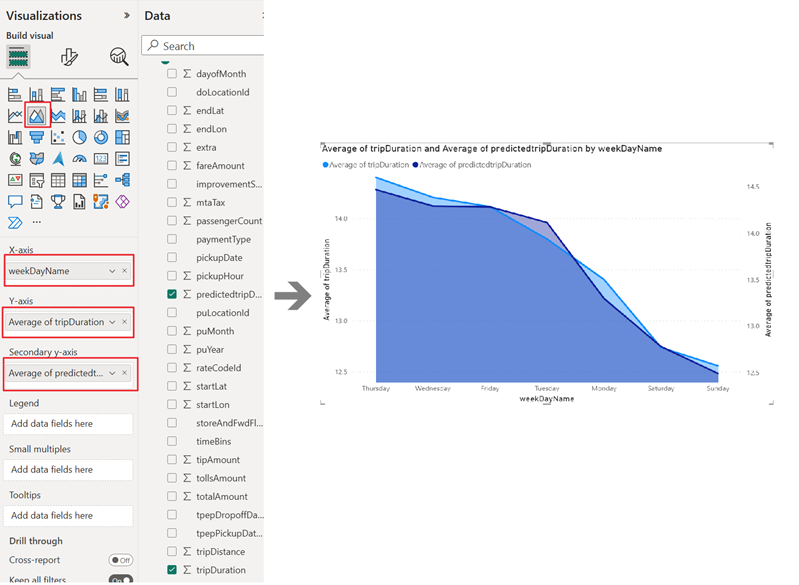 Visualizations »
Build visual
X-axis
weekDayName
Y-axis
Average of tripDuration
Secondary y-axis
Average of predictedt...
Legend
Add data fields here
Small multiples
Add data fields here
Tooltips
Add data fields here
Drill through
Cross-report
Off
Keep all filters
On
Data
Search
dayofMonth
doLocationId
endLat
endLon
extra
fareAmount
improvementS...
mtaTax
passengerCount
paymentType
pickupDate
pickupHour
predictedtripD...
puLocationId
puMonth
puYear
rateCodeId
startLat
startLon
storeAndFwdFl...
timeBins
tipAmount
tollsAmount
totalAmount
tpepDropoffDa...
tpepPickupDat...
tripDistance
tripDuration
Average of tripDuration and Average of predictedtripDuration by weekDayName
Average of tripDuration Average of predictedtripDuration
14.0
13.5
13.0
12.5
Average of tripDuration
14.5
14.0
13.5
13.0
12.5
Average of predictedtripDuration
Thursday Wednesday Friday Tuesday Monday Saturday Sunday
weekDayName